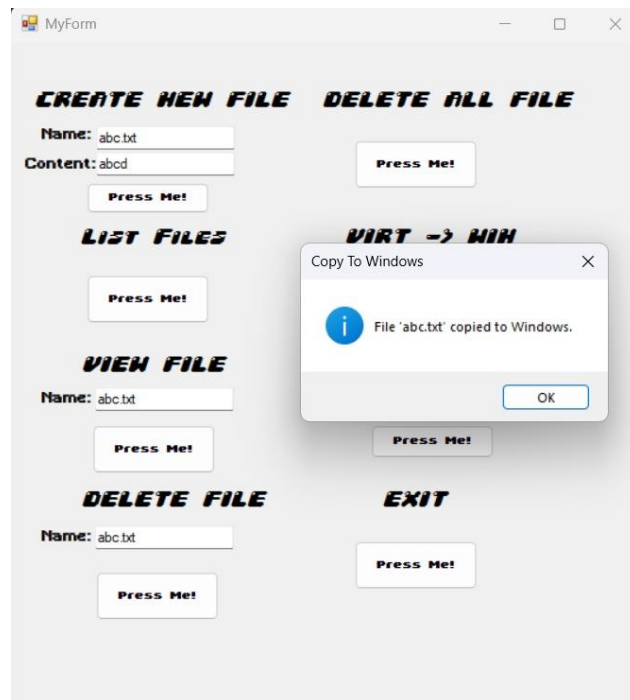 MyForm
CREATE NEW FILE
DELETE ALL FILE
Name: abc.txt
Content: abcd
Press Me!
Press Me!
LIST FILES
VIRT -> WIN
Press Me!
Copy To Windows
File 'abc.txt' copied to Windows.
OK
VIEW FILE
Name: abc.txt
Press Me!
Press Me!
DELETE FILE
EXIT
Name: abc.txt
Press Me!
Press Me!